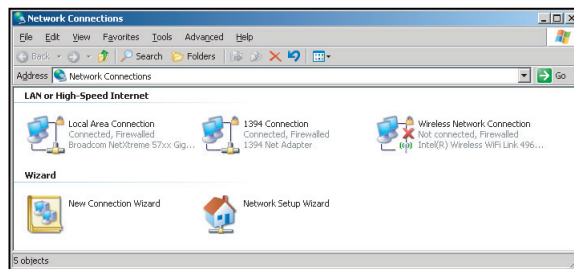 Network Connections
File Edit View Favorites Tools Advanced Help
Back Search Folders
Address Network Connections Go
LAN or High-Speed Internet
Local Area Connection
Connected, Firewalled
Broadcom NetXtreme 57xx Gig...
1394 Connection
Connected, Firewalled
1394 Net Adapter
Wireless Network Connection
Not connected, Firewalled
Intel(R) Wireless WiFi Link 496...
Wizard
New Connection Wizard
Network Setup Wizard
5 objects